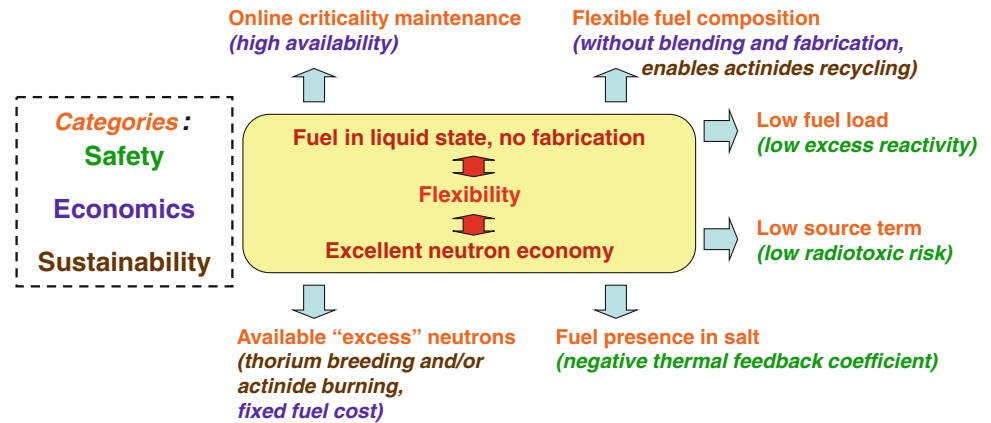 Online criticality maintenance
(high availability)
Flexible fuel composition
(without blending and fabrication,
enables actinides recycling)
Categories :
Safety
Economics
Sustainability
Fuel in liquid state, no fabrication
Flexibility
Excellent neutron economy
Low fuel load
(low excess reactivity)
Low source term
(low radiotoxic risk)
Available “excess” neutrons
(thorium breeding and/or
actinide burning,
fixed fuel cost)
Fuel presence in salt
(negative thermal feedback coefficient)